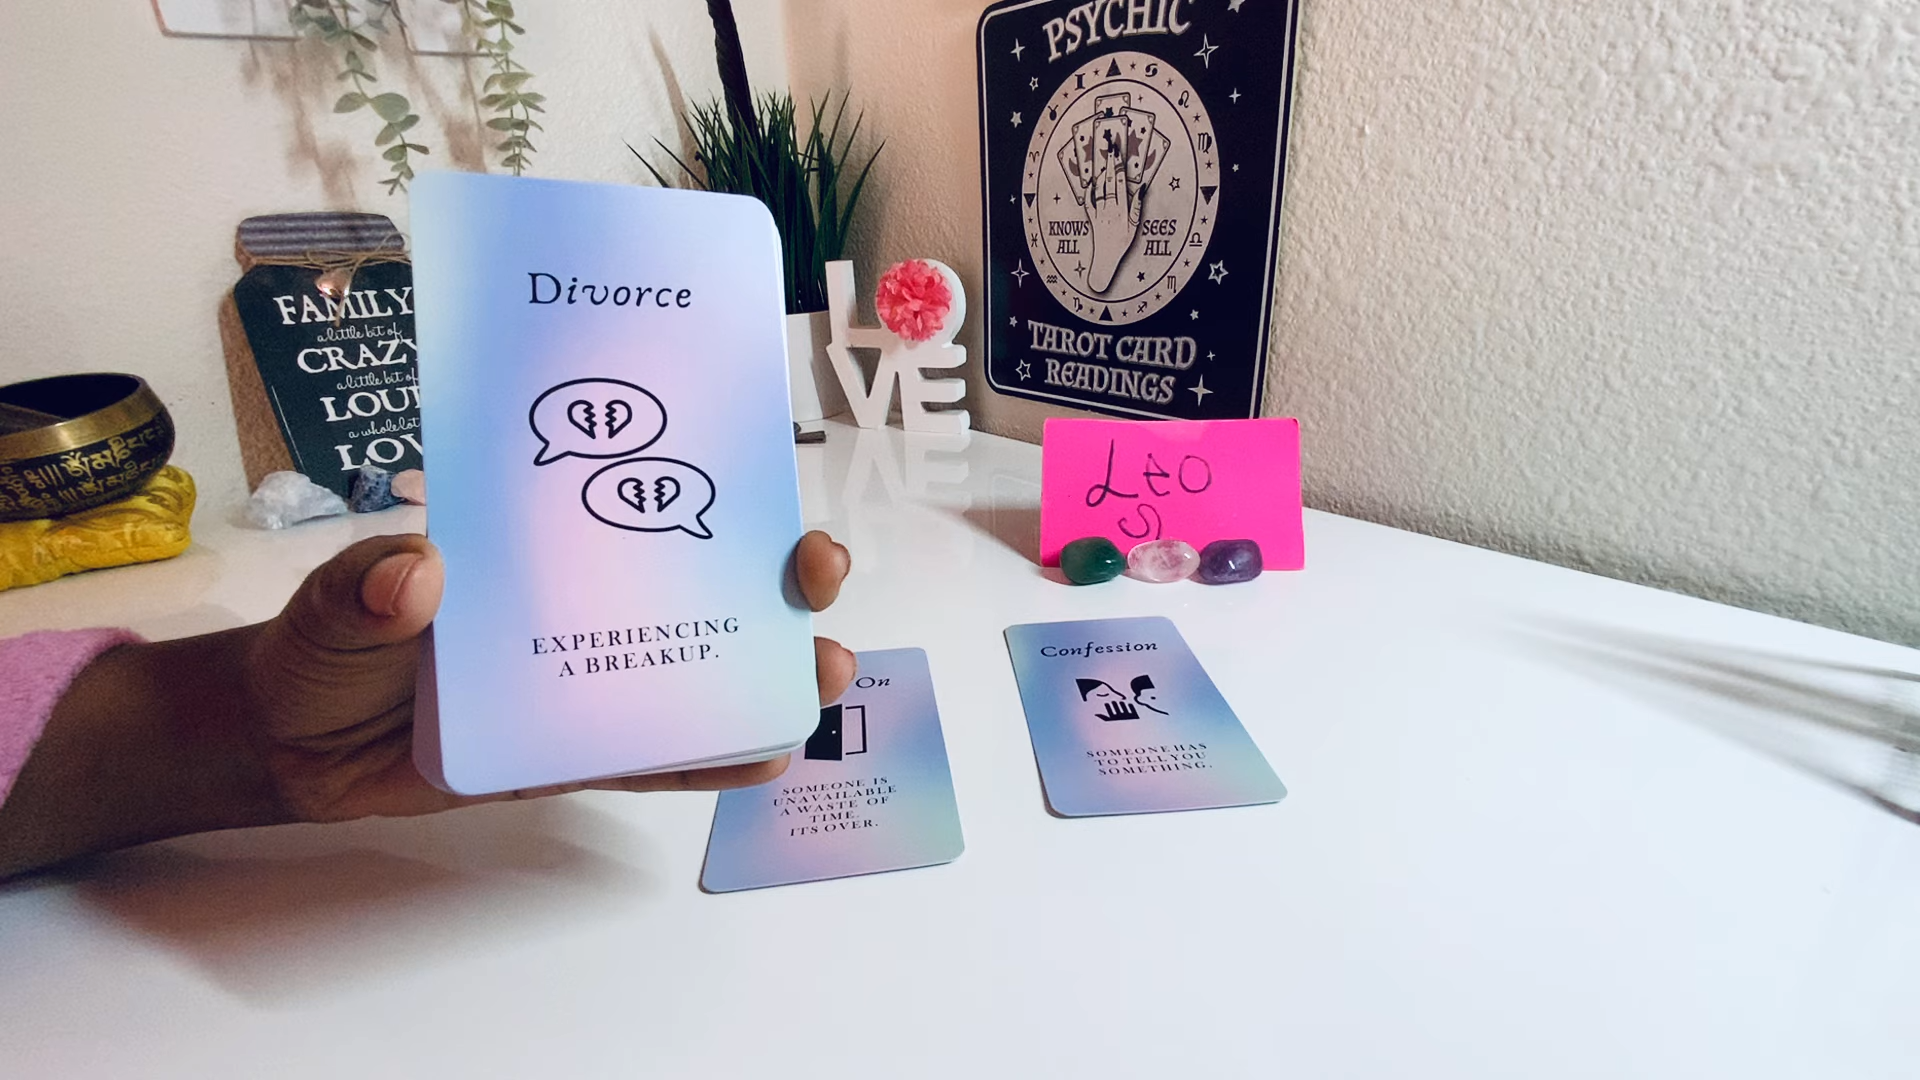 PSYCHIC
KNOWS
ALL
SEES
ALL
TAROT CARD
READINGS
FAMILY
a little bit of
CRAZY
a little bit of
LOU
a whole lot
LOV
Divorce
EXPERIENCING
A BREAKUP.
Leo
On
SOMEONE IS
UNAVAILABLE
A WASTE OF
TIME.
ITS OVER.
Confession
SOMEONE HAS
TO TELL YOU
SOMETHING.
LOVE